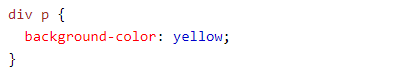 div p {
  background-color: yellow;
}